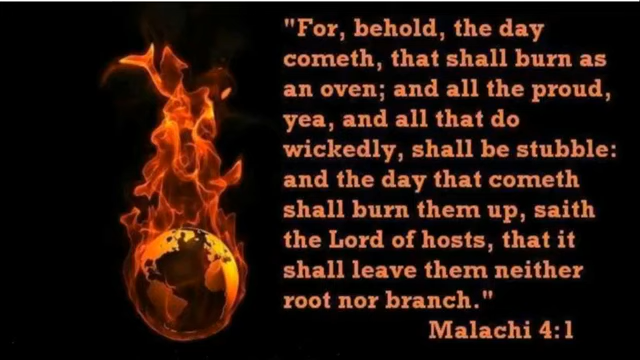 "For, behold, the day
cometh, that shall burn as
an oven; and all the proud,
yea, and all that do
wickedly, shall be stubble:
and the day that cometh
shall burn them up, saith
the Lord of hosts, that it
shall leave them neither
root nor branch."
Malachi 4:1